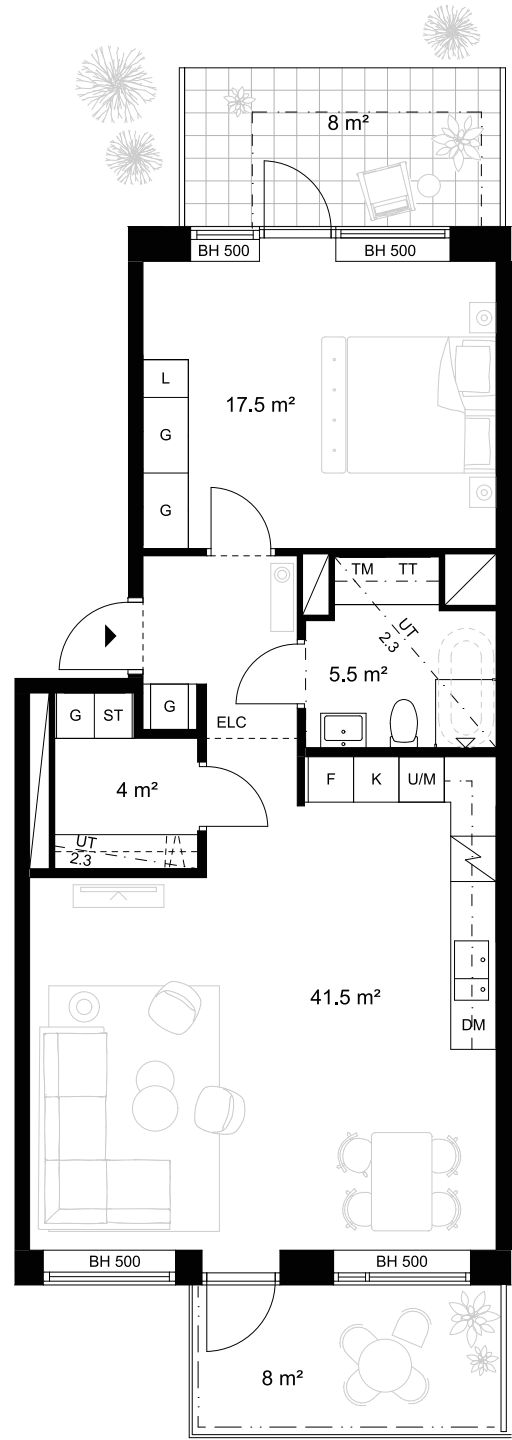 8 m²
BH 500 BH 500
L
17.5 m²
G
G
TM TT
UT
2.3
5.5 m²
G ST G
ELC
4 m²
F K U/M
UT
2.3
41.5 m²
DM
BH 500 BH 500
8 m²